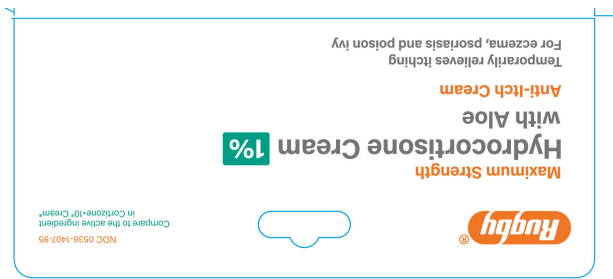 Rugby®
NDC 0536-1407-95
Compare to the active ingredient
in Cortizone•10® Cream*
Maximum Strength
Hydrocortisone Cream 1%
with Aloe
Anti-Itch Cream
Temporarily relieves itching
For eczema, psoriasis and poison ivy